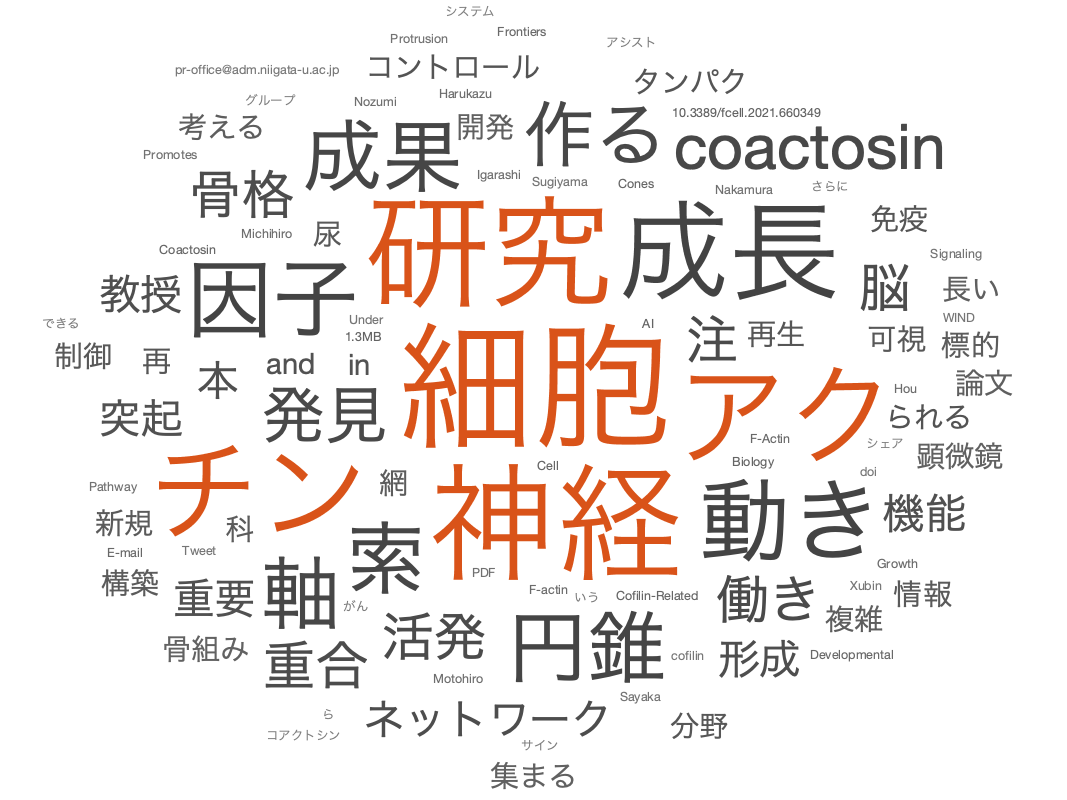 システム
Protrusion
Frontiers
アシスト
pr-office@adm.niigata-u.ac.jp
コントロール
タンパク
グループ
Nozumi
Harukazu
10.3389/fcell.2021.660349
考える
成果
開発
作る
coactosin
Promotes
骨格
Igarashi
Sugiyama
Cones
Nakamura
さらに
Michihiro
尿
研究
成長
免疫
Coactosin
Signaling
教授
因子
脳
長い
できる
Under
AI
WIND
制御
再
1.3MB
注
再生
可視
標的
本
and
in
細胞
アク
Hou
論文
突起
発見
られる
F-Actin
シェア
顕微鏡
チン
網
Cell
Biology
doi
Pathway
神経
新規
科
索
動き
機能
E-mail
Tweet
PDF
Growth
構築
重要
軸
がん
F-actin
いう
Cofilin-Related
働き
Xubin
情報
骨組み
重合
活発
円錐
cofilin
形成
複雑
Developmental
Motohiro
Sayaka
ら
ネットワーク
分野
コアクトシン
サイン
集まる